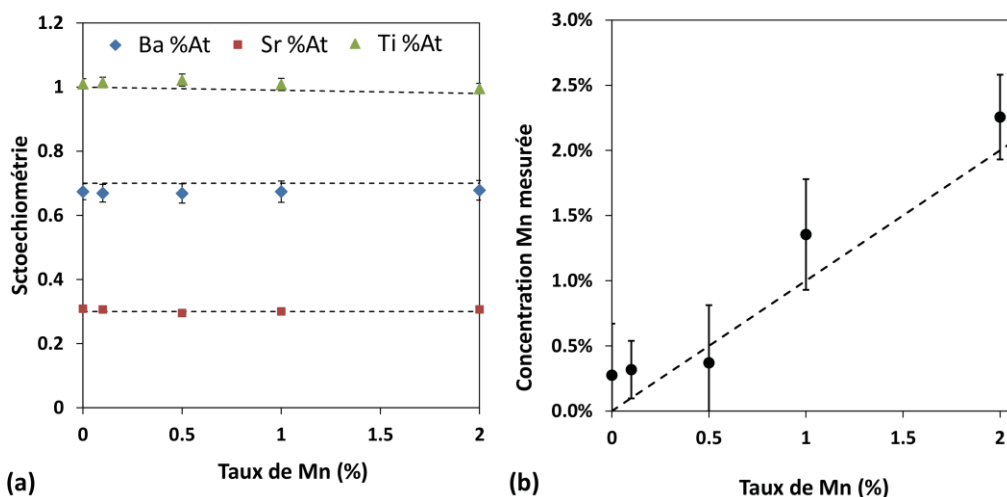 1.2
1
0.8
0.6
0.4
0.2
0
Sctoechiométrie
Ba %At Sr %At Ti %At
0 0.5 1 1.5 2
Taux de Mn (%)
(a)
3.0%
2.5%
2.0%
1.5%
1.0%
0.5%
0.0%
Concentration Mn mesurée
0 0.5 1 1.5 2
Taux de Mn (%)
(b)